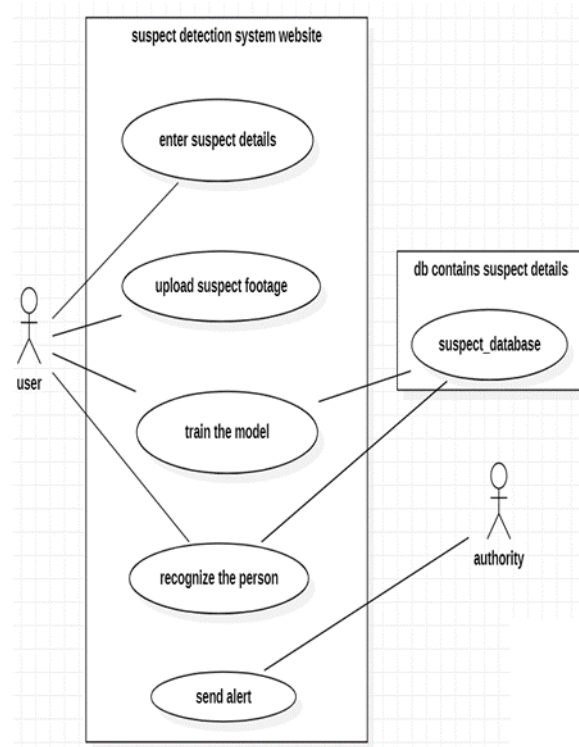 suspect detection system website
enter suspect details
upload suspect footage
db contains suspect details
suspect_database
user
train the model
authority
recognize the person
send alert